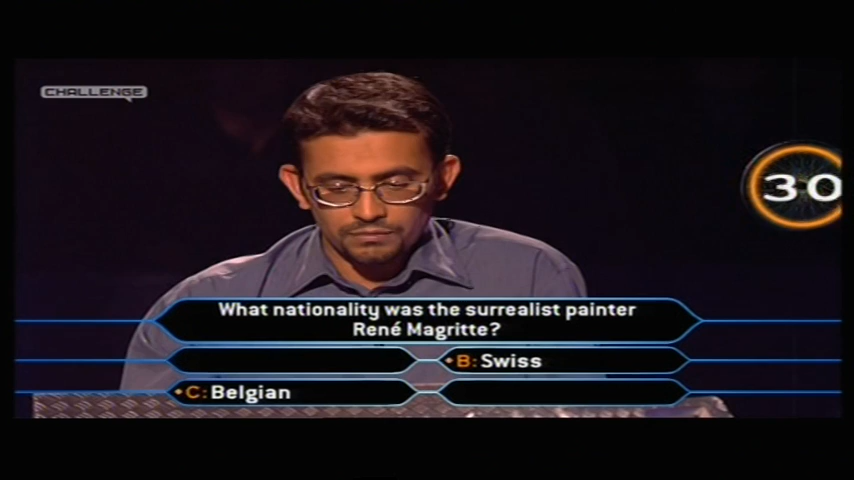 CHALLENGE
30
What nationality was the surrealist painter
René Magritte?
B: Swiss
C: Belgian